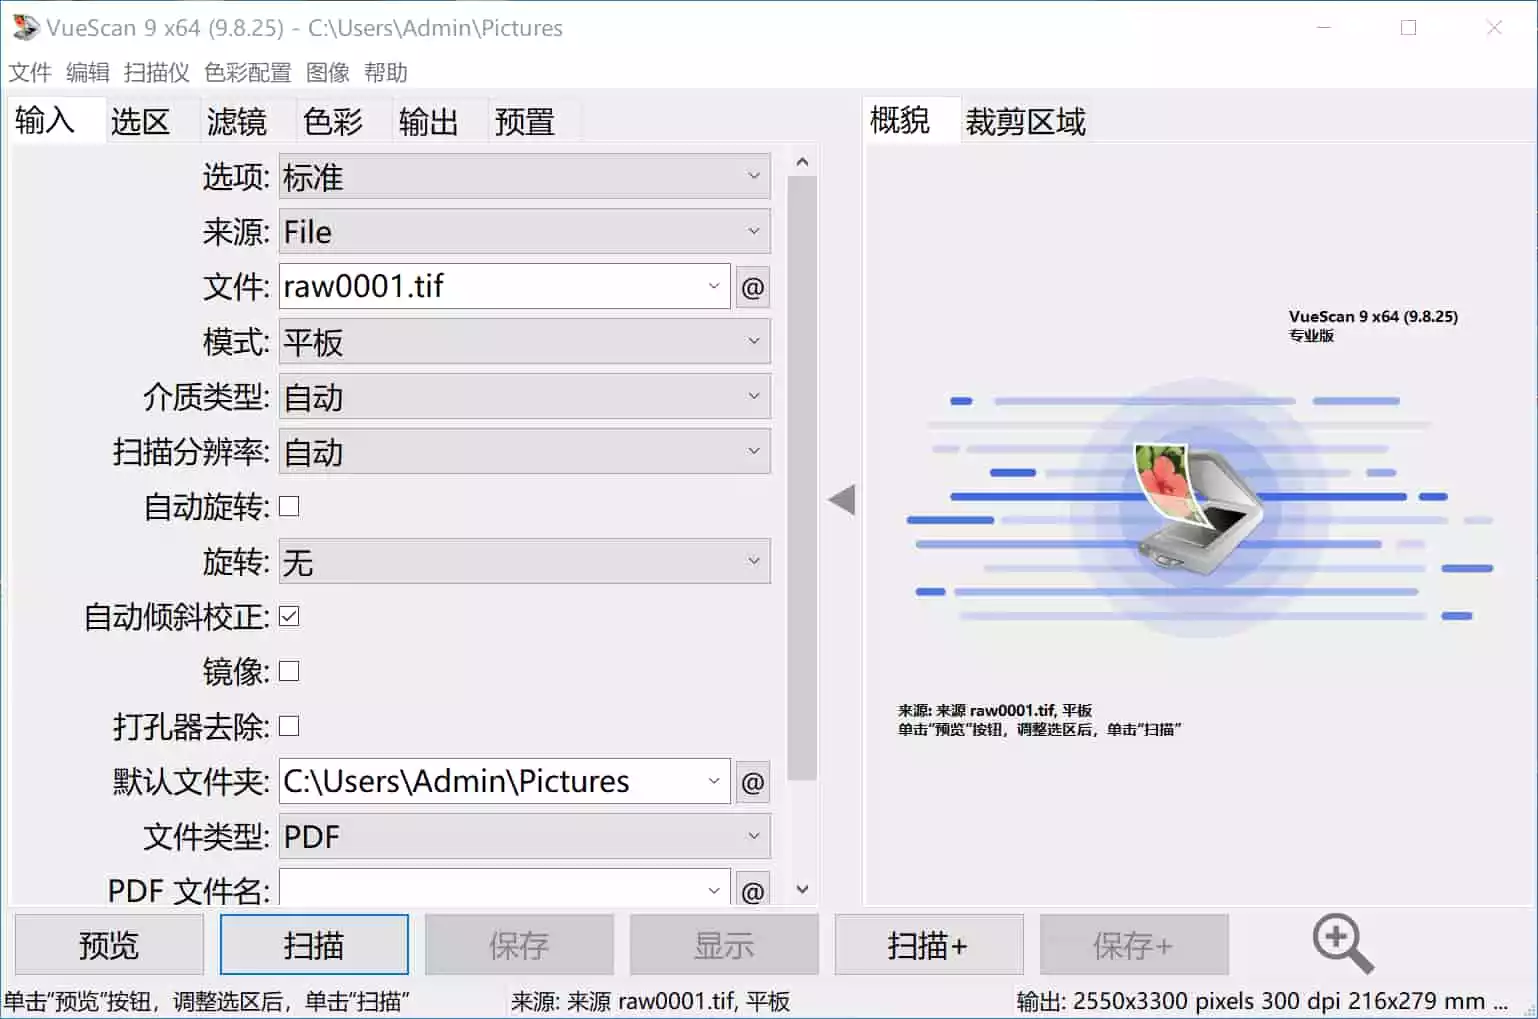 VueScan 9 x64 (9.8.25) - C:\Users\Admin\Pictures
文件 编辑 扫描仪 色彩配置 图像 帮助
输入 选区 滤镜 色彩 输出 预置
选项: 标准
来源: File
文件: raw0001.tif @
模式: 平板
介质类型: 自动
扫描分辨率: 自动
自动旋转:
旋转: 无
自动倾斜校正:
镜像:
打孔器去除:
默认文件夹: C:\Users\Admin\Pictures @
文件类型: PDF
PDF 文件名: @
概貌 裁剪区域
VueScan 9 x64 (9.8.25)
专业版
来源: 来源 raw0001.tif, 平板
单击“预览”按钮，调整选区后，单击“扫描”
预览 扫描 保存 显示 扫描+ 保存+
单击“预览”按钮，调整选区后，单击“扫描” 来源: 来源 raw0001.tif, 平板 输出: 2550x3300 pixels 300 dpi 216x279 mm ...